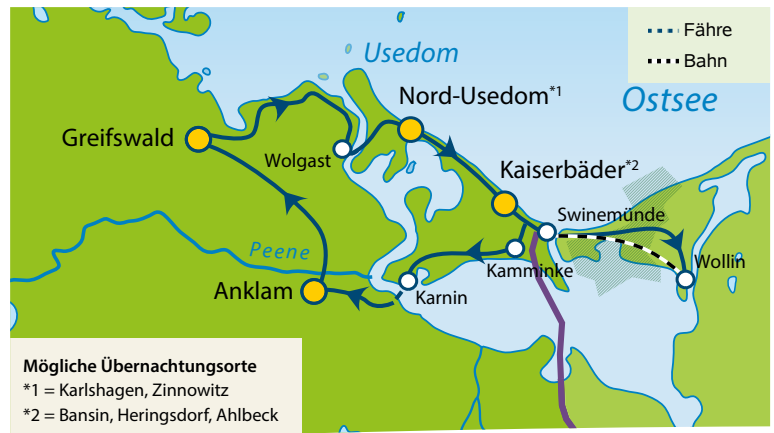 Fähre
Bahn
Usedom
Ostsee
Nord-Usedom*1
Greifswald
Wolgast
Kaiserbäder*2
Swinemünde
Peene
Kamminke
Wollin
Anklam
Karnin
Mögliche Übernachtungsorte
*1 = Karlshagen, Zinnowitz
*2 = Bansin, Heringsdorf, Ahlbeck